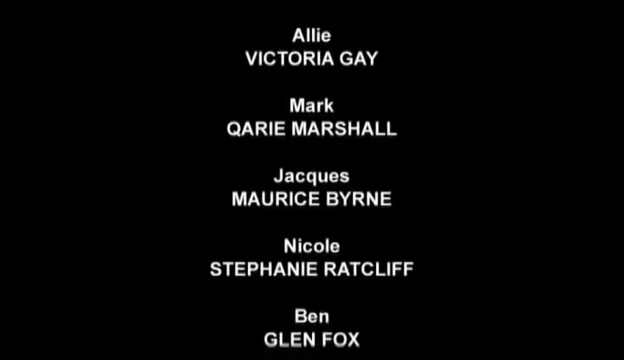 Allie
VICTORIA GAY
Mark
QARIE MARSHALL
Jacques
MAURICE BYRNE
Nicole
STEPHANIE RATCLIFF
Ben
GLEN FOX